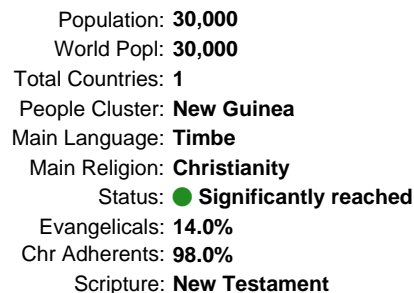 Population: 30,000
World Popl: 30,000
Total Countries: 1
People Cluster: New Guinea
Main Language: Timbe
Main Religion: Christianity
Status: Significantly reached
Evangelicals: 14.0%
Chr Adherents: 98.0%
Scripture: New Testament